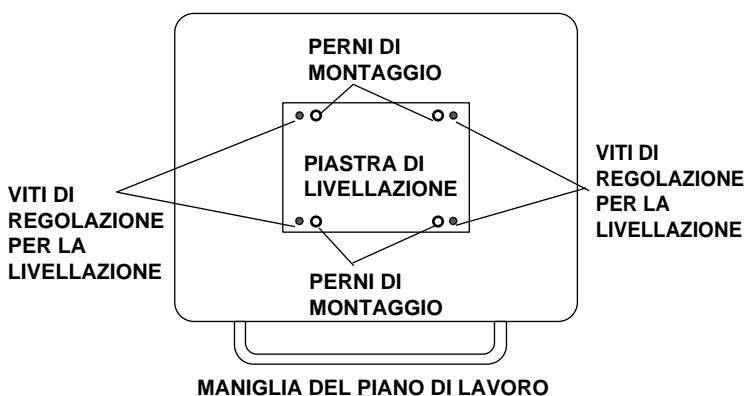 PERNI DI
MONTAGGIO
PIASTRA DI
LIVELLAZIONE
VITI DI
REGOLAZIONE
PER LA
LIVELLAZIONE
VITI DI
REGOLAZIONE
PER LA
LIVELLAZIONE
PERNI DI
MONTAGGIO
MANIGLIA DEL PIANO DI LAVORO